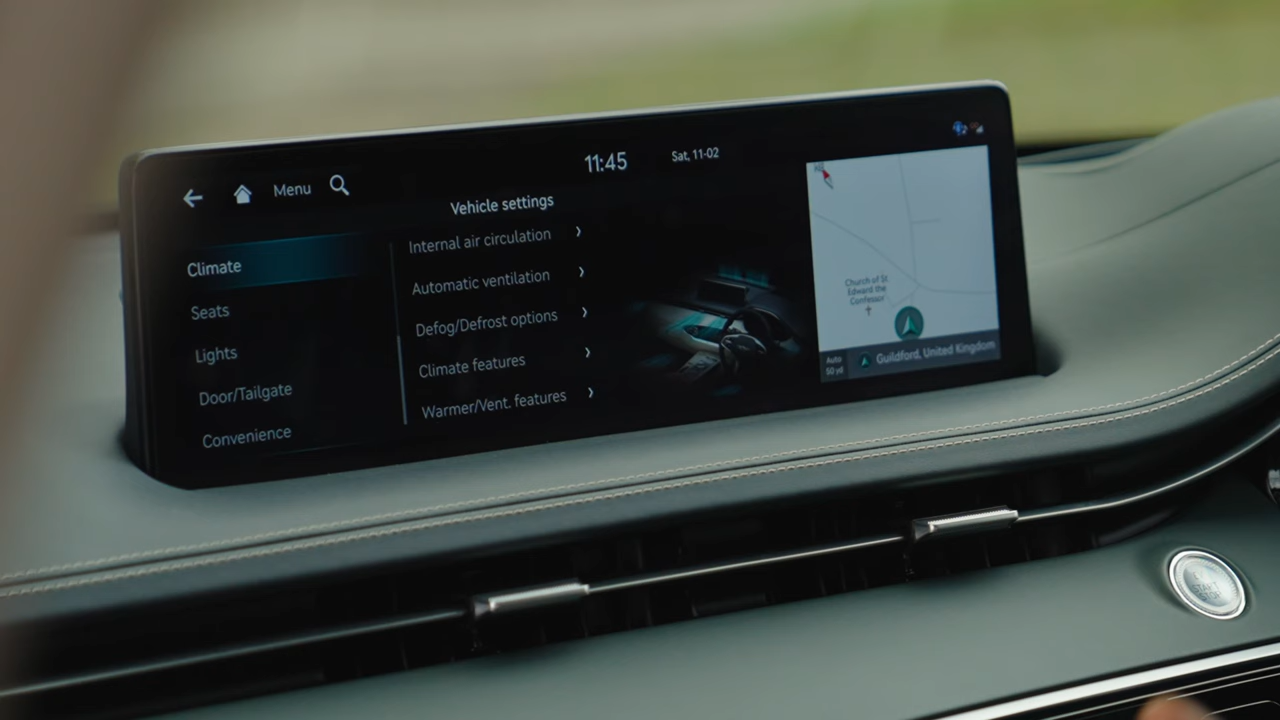 Menu
11:45
Sat, 11-02
Vehicle settings
Climate
Seats
Lights
Door/Tailgate
Convenience
Internal air circulation
Automatic ventilation
Defog/Defrost options
Climate features
Warmer/Vent. features
Church of St
Edward the
Confessor
Auto
50 yd
Guildford, United Kingdom
START